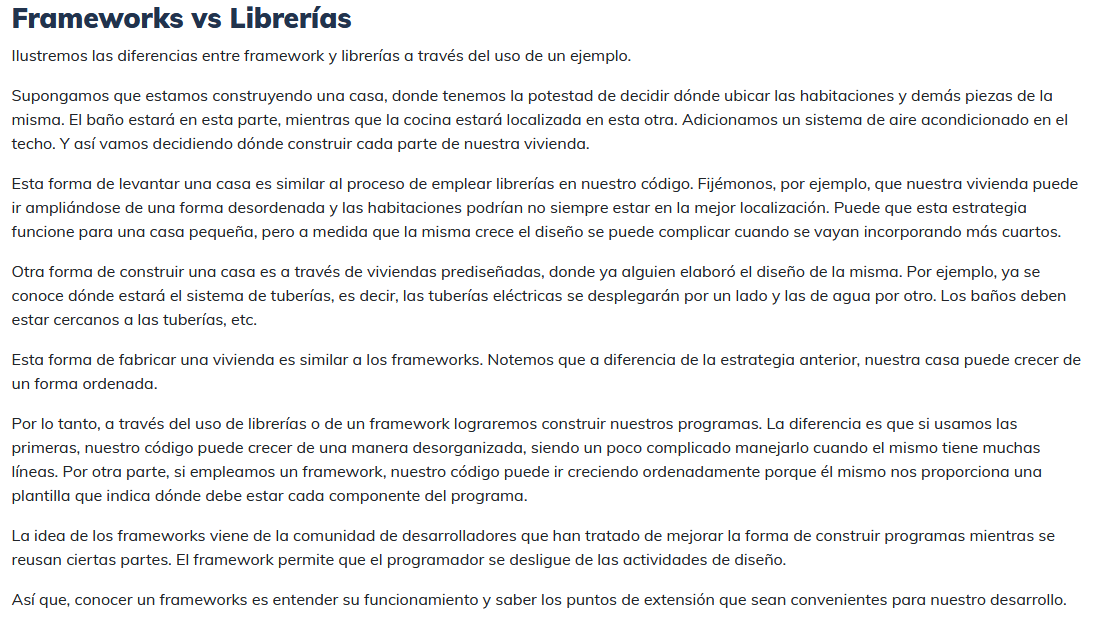 Frameworks vs Librerías
Ilustremos las diferencias entre framework y librerías a través del uso de un ejemplo.
Supongamos que estamos construyendo una casa, donde tenemos la potestad de decidir dónde ubicar las habitaciones y demás piezas de la
misma. El baño estará en esta parte, mientras que la cocina estará localizada en esta otra. Adicionamos un sistema de aire acondicionado en el
techo. Y así vamos decidiendo dónde construir cada parte de nuestra vivienda.
Esta forma de levantar una casa es similar al proceso de emplear librerías en nuestro código. Fijémonos, por ejemplo, que nuestra vivienda puede
ir ampliándose de una forma desordenada y las habitaciones podrían no siempre estar en la mejor localización. Puede que esta estrategia
funcione para una casa pequeña, pero a medida que la misma crece el diseño se puede complicar cuando se vayan incorporando más cuartos.
Otra forma de construir una casa es a través de viviendas prediseñadas, donde ya alguien elaboró el diseño de la misma. Por ejemplo, ya se
conoce dónde estará el sistema de tuberías, es decir, las tuberías eléctricas se desplegarán por un lado y las de agua por otro. Los baños deben
estar cercanos a las tuberías, etc.
Esta forma de fabricar una vivienda es similar a los frameworks. Notemos que a diferencia de la estrategia anterior, nuestra casa puede crecer de
un forma ordenada.
Por lo tanto, a través del uso de librerías o de un framework lograremos construir nuestros programas. La diferencia es que si usamos las
primeras, nuestro código puede crecer de una manera desorganizada, siendo un poco complicado manejarlo cuando el mismo tiene muchas
líneas. Por otra parte, si empleamos un framework, nuestro código puede ir creciendo ordenadamente porque él mismo nos proporciona una
plantilla que indica dónde debe estar cada componente del programa.
La idea de los frameworks viene de la comunidad de desarrolladores que han tratado de mejorar la forma de construir programas mientras se
reusan ciertas partes. El framework permite que el programador se desligue de las actividades de diseño.
Así que, conocer un frameworks es entender su funcionamiento y saber los puntos de extensión que sean convenientes para nuestro desarrollo.